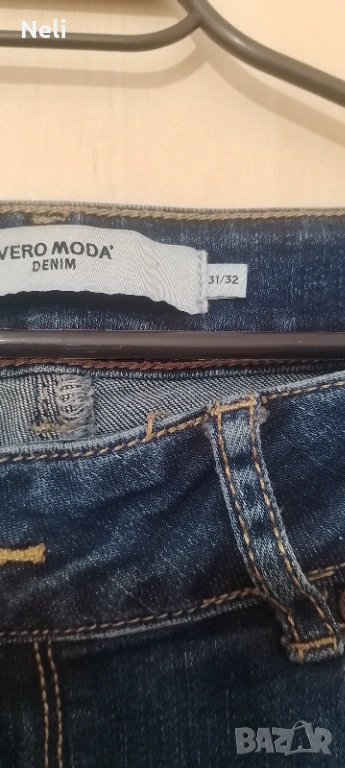 Neli
VERO MODA
DENIM
31/32
BAZAR